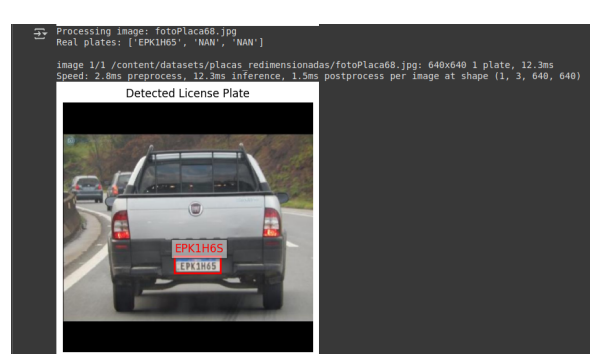 Processing image: fotoPlaca68.jpg
Real plates: ['EPK1H65', 'NAN', 'NAN']
image 1/1 /content/datasets/placas_redimensionadas/fotoPlaca68.jpg: 640x640 1 plate, 12.3ms
Speed: 2.8ms preprocess, 12.3ms inference, 1.5ms postprocess per image at shape (1, 3, 640, 640)
Detected License Plate
EPK1H6S
EPK1H65